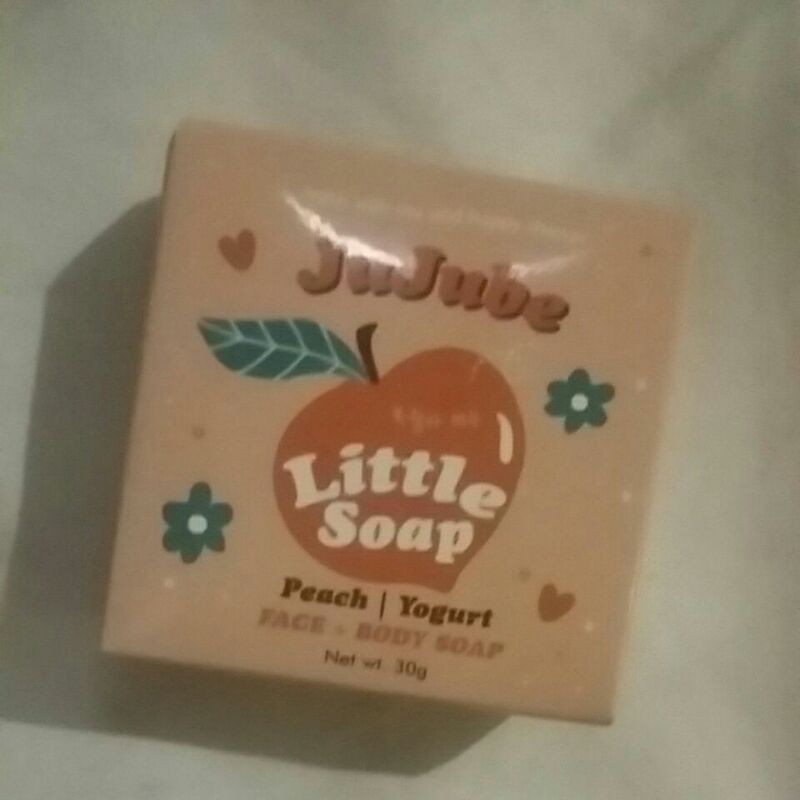 JuJube
Little
Soap
Peach | Yogurt
FACE + BODY SOAP
Net wt. 30g